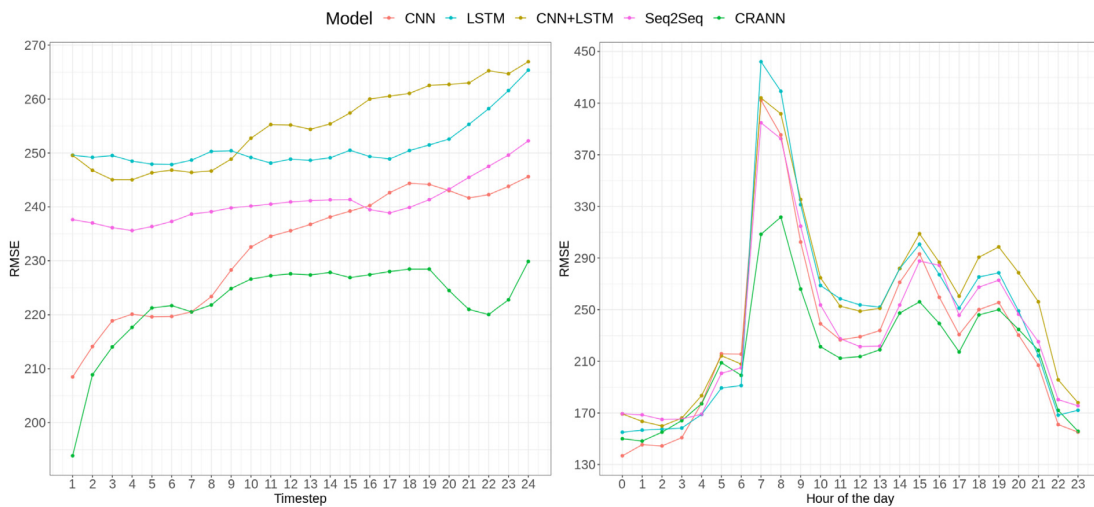 Model CNN LSTM CNN+LSTM Seq2Seq CRANN
270
260
250
240
230
220
210
200
RMSE
1 2 3 4 5 6 7 8 9 10 11 12 13 14 15 16 17 18 19 20 21 22 23 24
Timestep
450
410
370
330
290
250
210
170
130
RMSE
0 1 2 3 4 5 6 7 8 9 10 11 12 13 14 15 16 17 18 19 20 21 22 23
Hour of the day